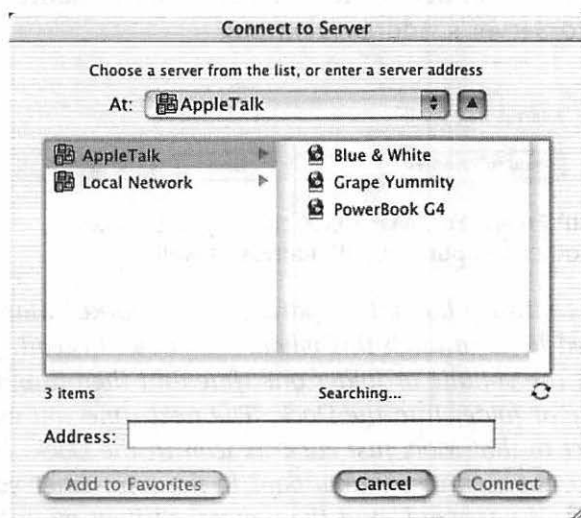 Connect to Server
Choose a server from the list, or enter a server address
At: AppleTalk
AppleTalk
Local Network
Blue & White
Grape Yummity
PowerBook G4
3 items
Searching...
Address:
Add to Favorites
Cancel
Connect